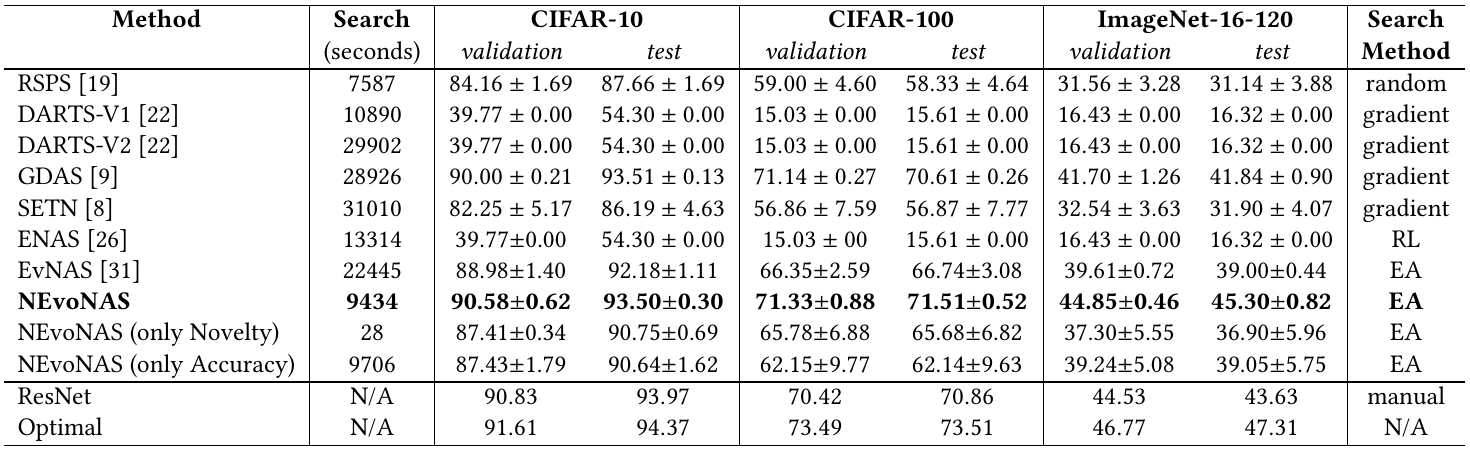 Method Search CIFAR-10 CIFAR-100 ImageNet-16-120 Search
(seconds) validation test validation test validation test Method
RSPS [19] 7587 84.16 ± 1.69 87.66 ± 1.69 59.00 ± 4.60 58.33 ± 4.64 31.56 ± 3.28 31.14 ± 3.88 random
DARTS-V1 [22] 10890 39.77 ± 0.00 54.30 ± 0.00 15.03 ± 0.00 15.61 ± 0.00 16.43 ± 0.00 16.32 ± 0.00 gradient
DARTS-V2 [22] 29902 39.77 ± 0.00 54.30 ± 0.00 15.03 ± 0.00 15.61 ± 0.00 16.43 ± 0.00 16.32 ± 0.00 gradient
GDAS [9] 28926 90.00 ± 0.21 93.51 ± 0.13 71.14 ± 0.27 70.61 ± 0.26 41.70 ± 1.26 41.84 ± 0.90 gradient
SETN [8] 31010 82.25 ± 5.17 86.19 ± 4.63 56.86 ± 7.59 56.87 ± 7.77 32.54 ± 3.63 31.90 ± 4.07 gradient
ENAS [26] 13314 39.77±0.00 54.30 ± 0.00 15.03 ± 00 15.61 ± 0.00 16.43 ± 0.00 16.32 ± 0.00 RL
EvNAS [31] 22445 88.98±1.40 92.18±1.11 66.35±2.59 66.74±3.08 39.61±0.72 39.00±0.44 EA
NEvoNAS 9434 90.58±0.62 93.50±0.30 71.33±0.88 71.51±0.52 44.85±0.46 45.30±0.82 EA
NEvoNAS (only Novelty) 28 87.41±0.34 90.75±0.69 65.78±6.88 65.68±6.82 37.30±5.55 36.90±5.96 EA
NEvoNAS (only Accuracy) 9706 87.43±1.79 90.64±1.62 62.15±9.77 62.14±9.63 39.24±5.08 39.05±5.75 EA
ResNet N/A 90.83 93.97 70.42 70.86 44.53 43.63 manual
Optimal N/A 91.61 94.37 73.49 73.51 46.77 47.31 N/A